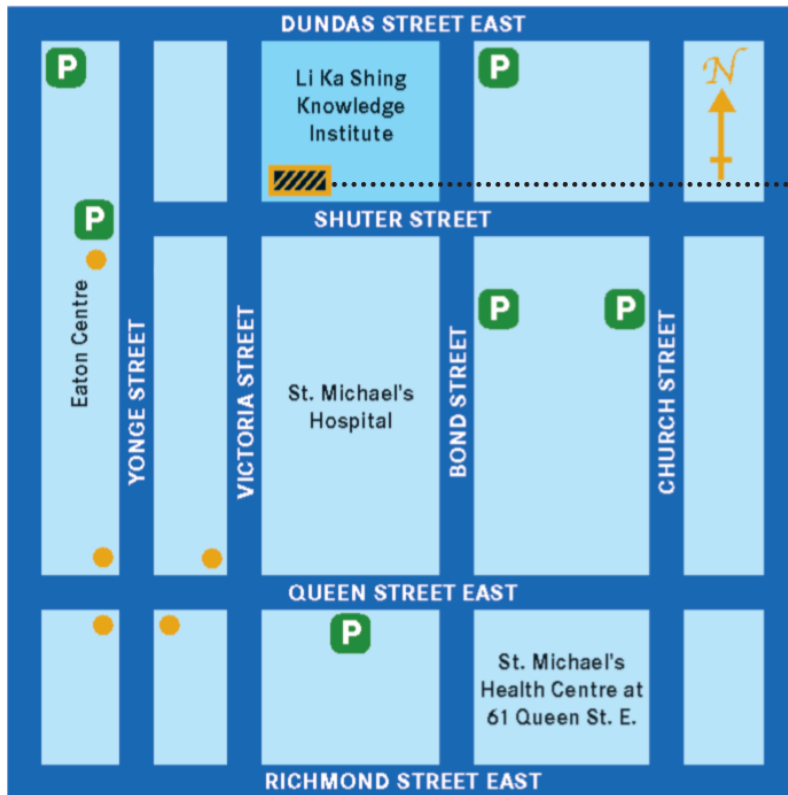 DUNDAS STREET EAST
P
P
Li Ka Shing
Knowledge
Institute
N
P
SHUTER STREET
Eaton Centre
YONGE STREET
VICTORIA STREET
St. Michael's
Hospital
BOND STREET
P
P
CHURCH STREET
QUEEN STREET EAST
P
St. Michael's
Health Centre at
61 Queen St. E.
RICHMOND STREET EAST